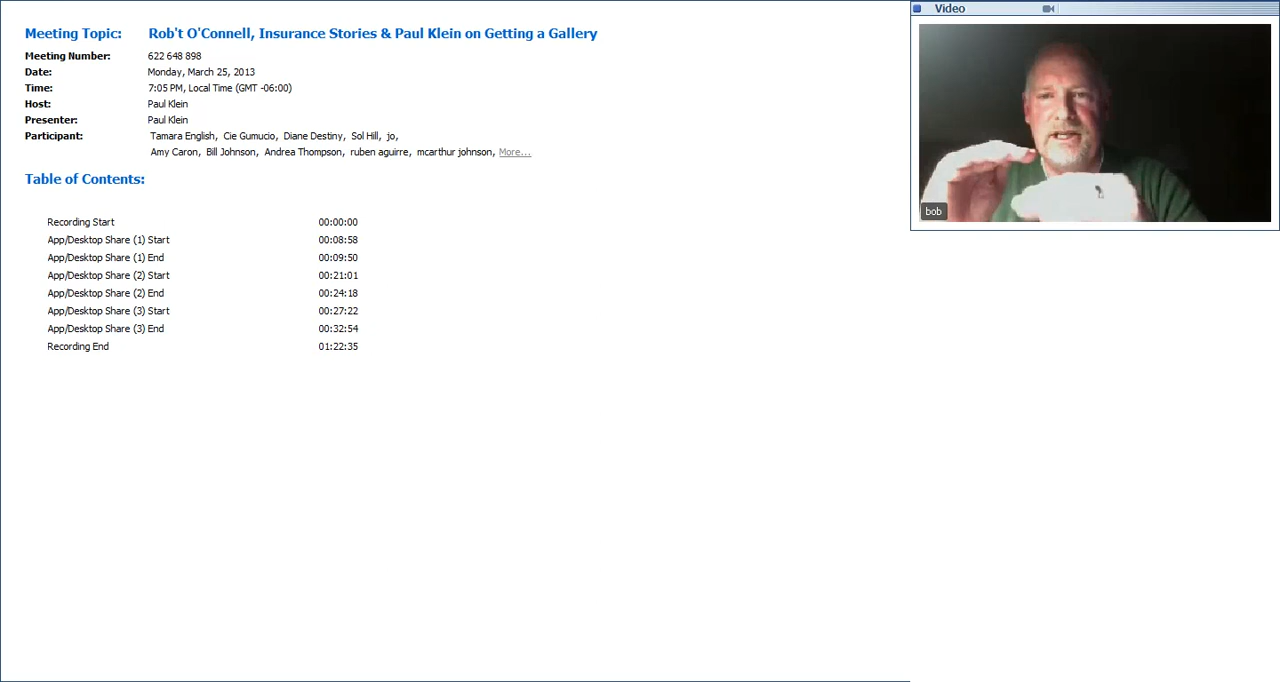 Meeting Topic: Rob't O'Connell, Insurance Stories & Paul Klein on Getting a Gallery
Meeting Number: 622 648 898
Date: Monday, March 25, 2013
Time: 7:05 PM, Local Time (GMT -06:00)
Host: Paul Klein
Presenter: Paul Klein
Participant: Tamara English, Cie Gumucio, Diane Destiny, Sol Hill, jo,
Amy Caron, Bill Johnson, Andrea Thompson, ruben aguirre, mcarthur johnson, More...
Table of Contents:
Recording Start 00:00:00
App/Desktop Share (1) Start 00:08:58
App/Desktop Share (1) End 00:09:50
App/Desktop Share (2) Start 00:21:01
App/Desktop Share (2) End 00:24:18
App/Desktop Share (3) Start 00:27:22
App/Desktop Share (3) End 00:32:54
Recording End 01:22:35
Video
bob